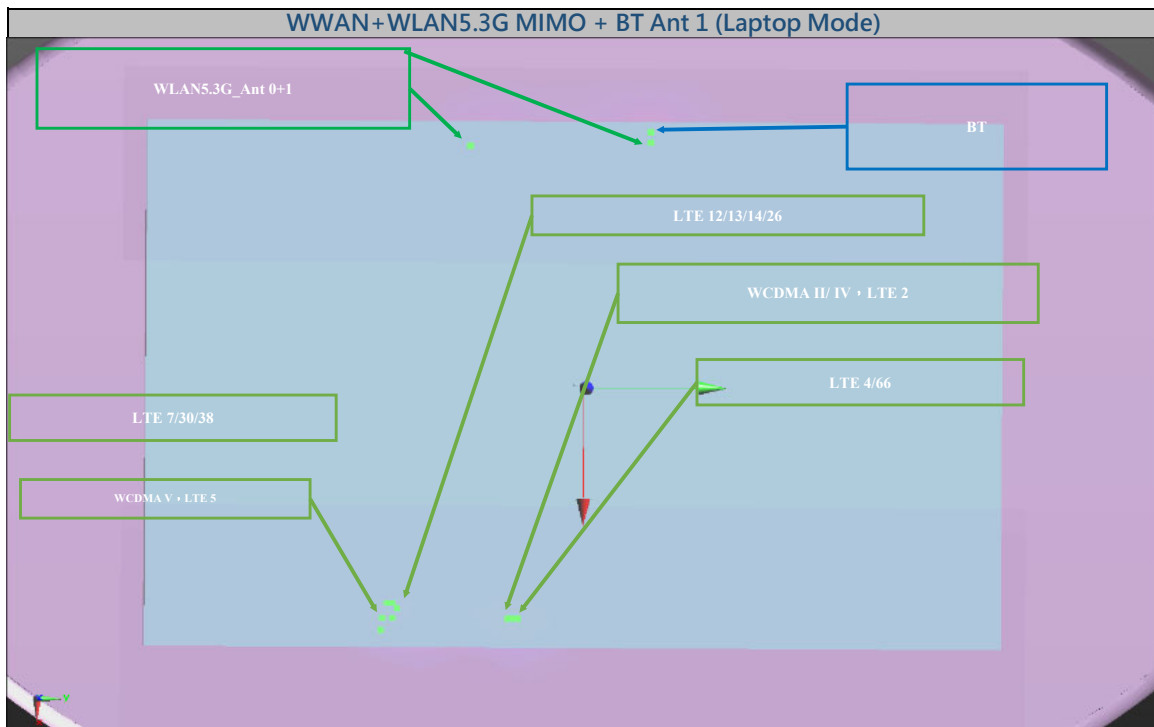 WWAN+WLAN5.3G MIMO + BT Ant 1 (Laptop Mode)
WLAN5.3G_Ant 0+1
BT
LTE 12/13/14/26
WCDMA II/ IV，LTE 2
LTE 4/66
LTE 7/30/38
WCDMA V，LTE 5
Y